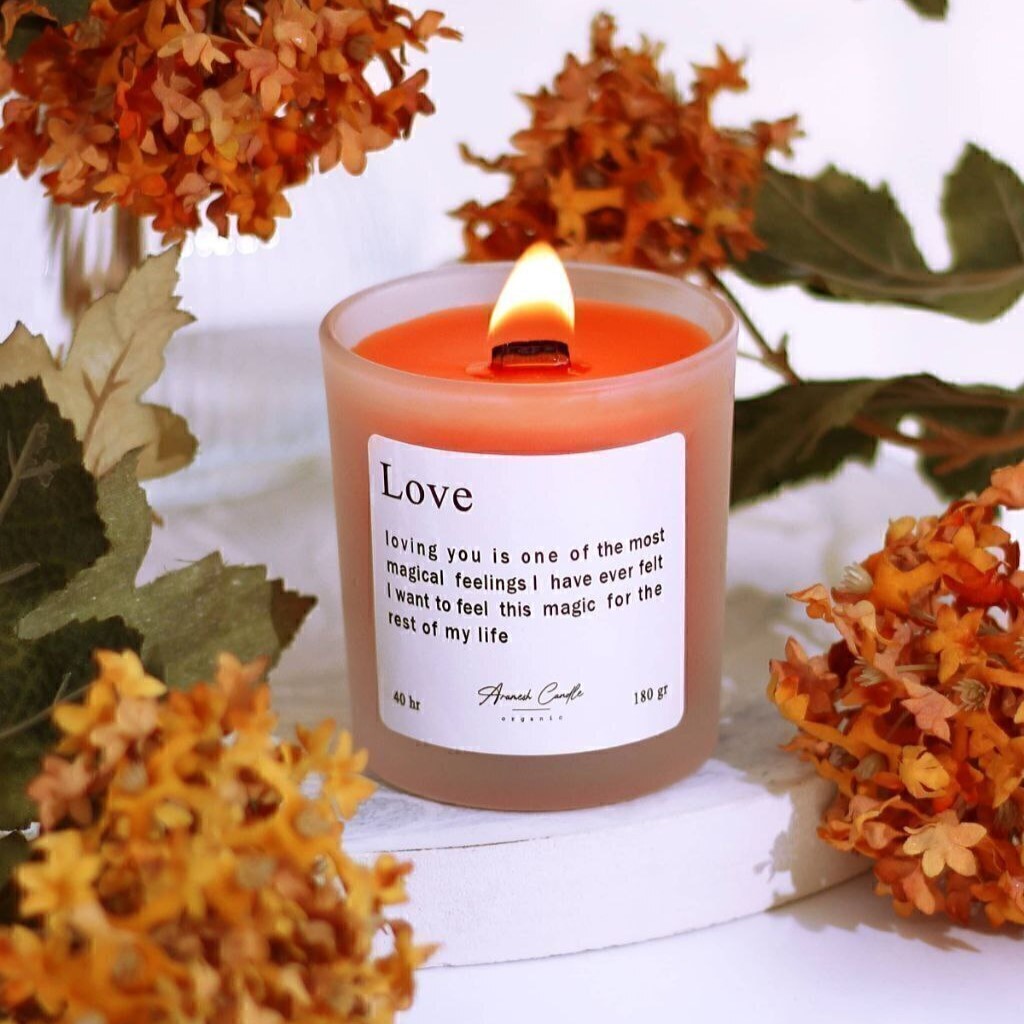 Love
loving you is one of the most
magical feelings I have ever felt
I want to feel this magic for the
rest of my life
40 hr
Aramesh Candle
organic
180 gr